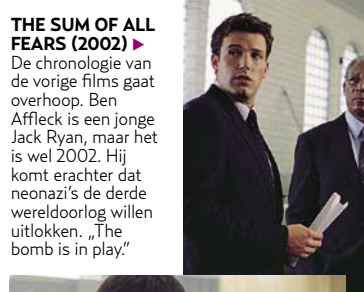 THE SUM OF ALL
FEARS (2002) ▶
De chronologie van
de vorige films gaat
overhoop. Ben
Affleck is een jonge
Jack Ryan, maar het
is wel 2002. Hij
komt erachter dat
neonazi’s de derde
wereldoorlog willen
uitlokken. „The
bomb is in play.”